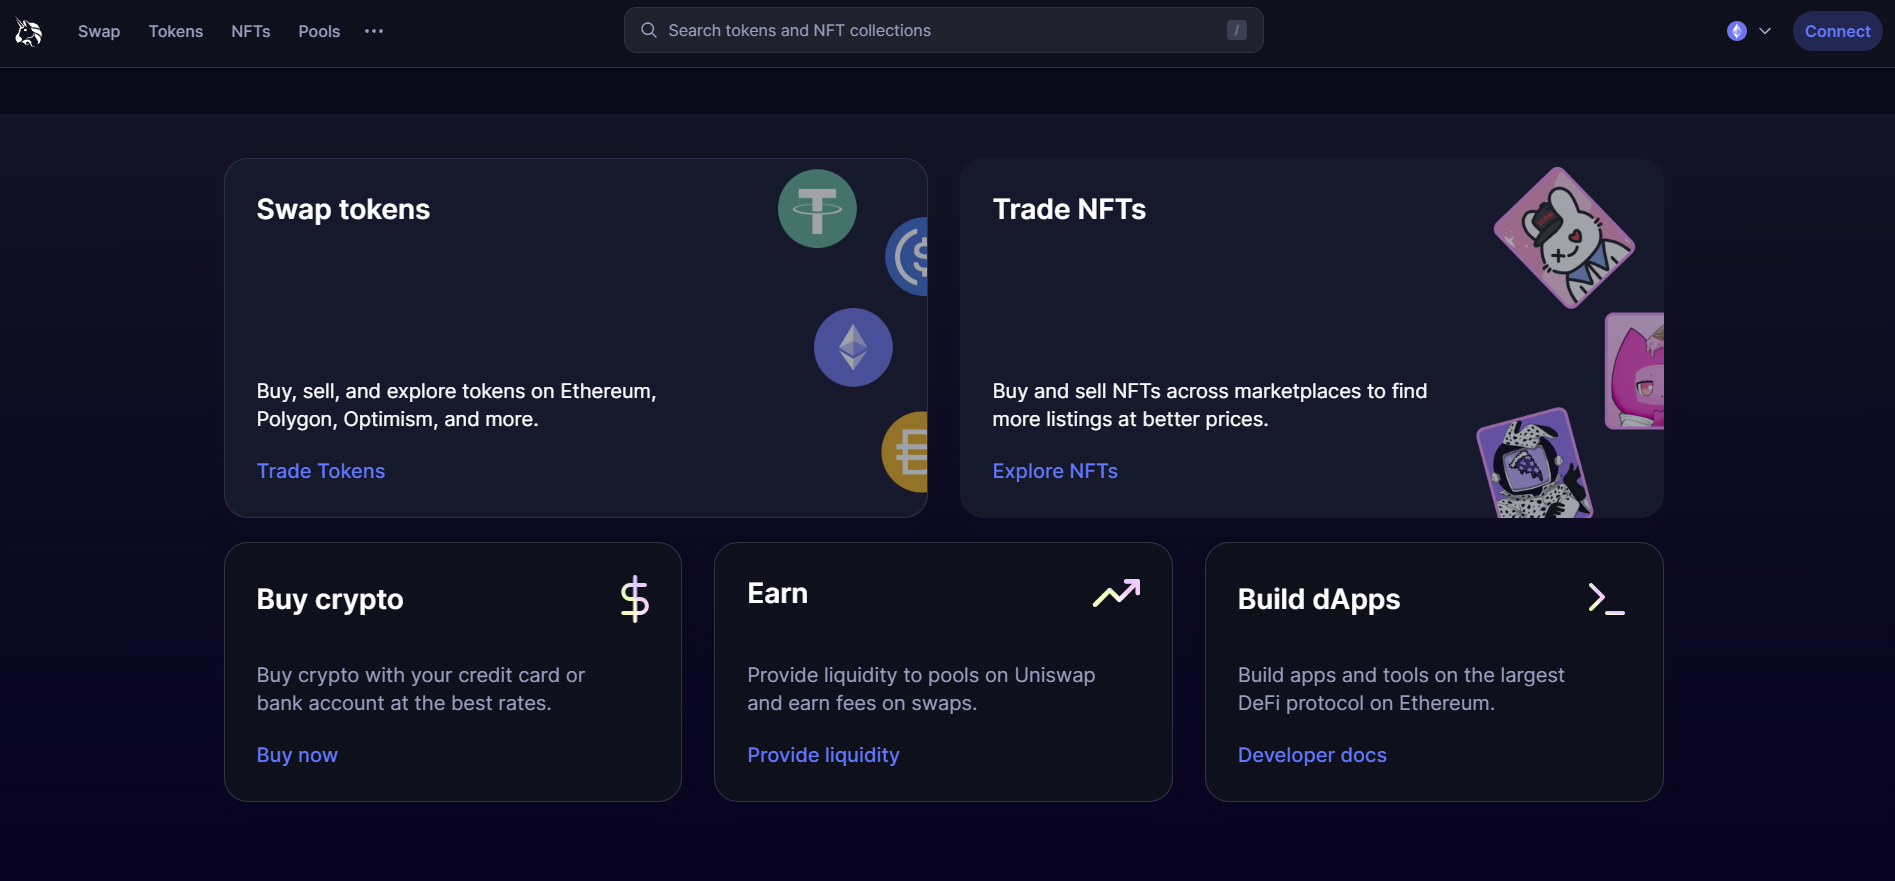 Swap
Tokens
NFTs
Pools
Search tokens and NFT collections
/
Connect
Swap tokens
Buy, sell, and explore tokens on Ethereum,
Polygon, Optimism, and more.
Trade Tokens
Trade NFTs
Buy and sell NFTs across marketplaces to find
more listings at better prices.
Explore NFTs
Buy crypto
Buy crypto with your credit card or
bank account at the best rates.
Buy now
Earn
Provide liquidity to pools on Uniswap
and earn fees on swaps.
Provide liquidity
Build dApps
Build apps and tools on the largest
DeFi protocol on Ethereum.
Developer docs